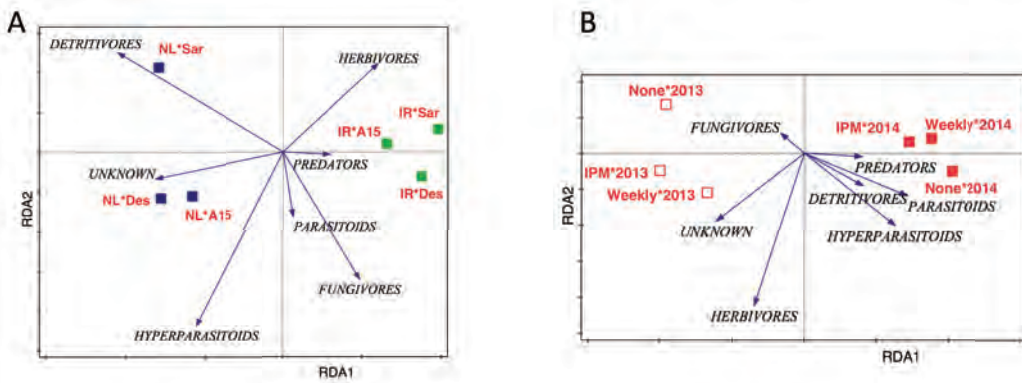 A
DETRITIVORES
NL*Sar
HERBIVORES
IR*Sar
IR*A15
PREDATORS
UNKNOWN
IR*Des
NL*Des
NL*A15
PARASITOIDS
FUNGIVORES
HYPERPARASITOIDS
RDA2
RDA1
B
None*2013
FUNGIVORES
IPM*2014
Weekly*2014
IPM*2013
PREDATORS
Weekly*2013
None*2014
DETRITIVORES
PARASITOIDS
UNKNOWN
HYPERPARASITOIDS
HERBIVORES
RDA2
RDA1